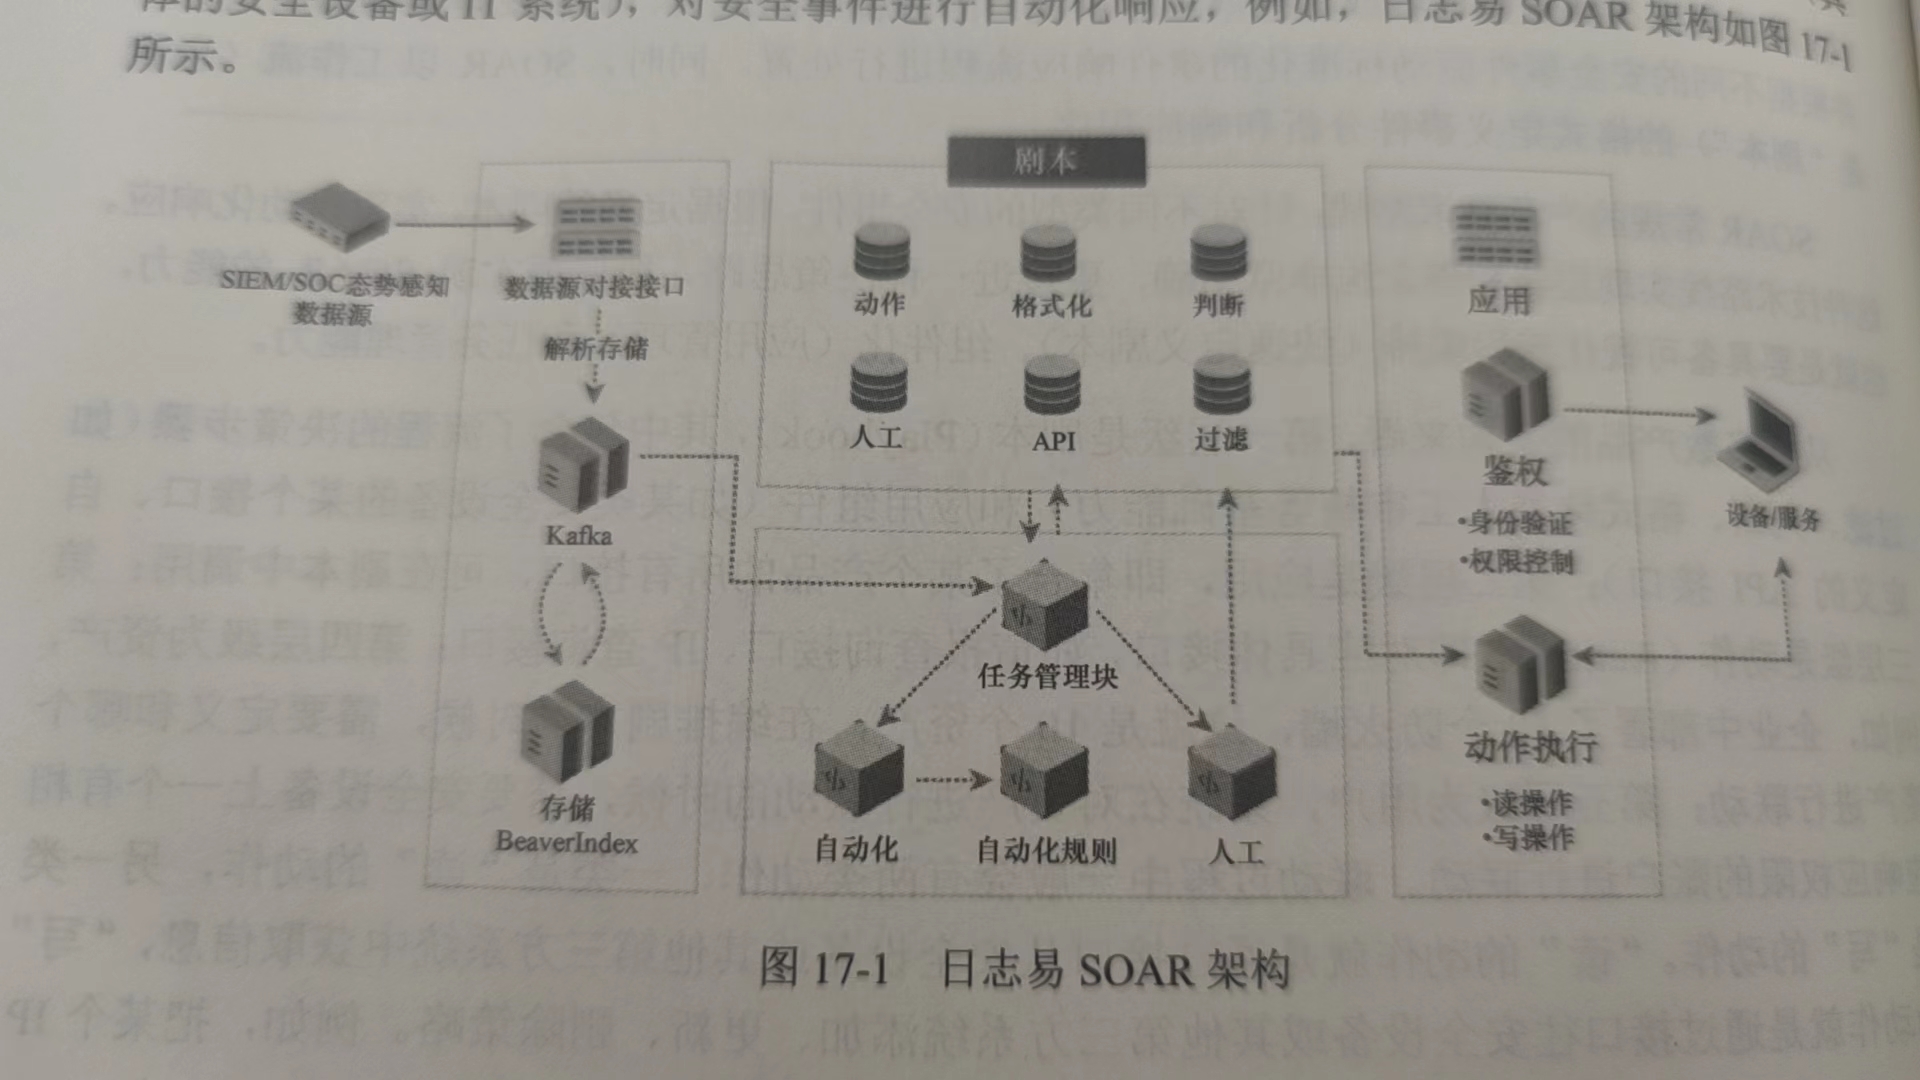 体的安全设备或IT系统），对安全事件进行自动化响应，例如，日志易 SOAR 架构如图 17-1
所示。
剧本
SIEM/SOC态势感知
数据源
数据源对接接口
解析存储
Kafka
存储
BeaverIndex
动作
格式化
判断
人工
API
过滤
任务管理块
自动化
自动化规则
人工
应用
鉴权
•身份验证
•权限控制
设备/服务
动作执行
•读操作
•写操作
图 17-1 日志易 SOAR 架构